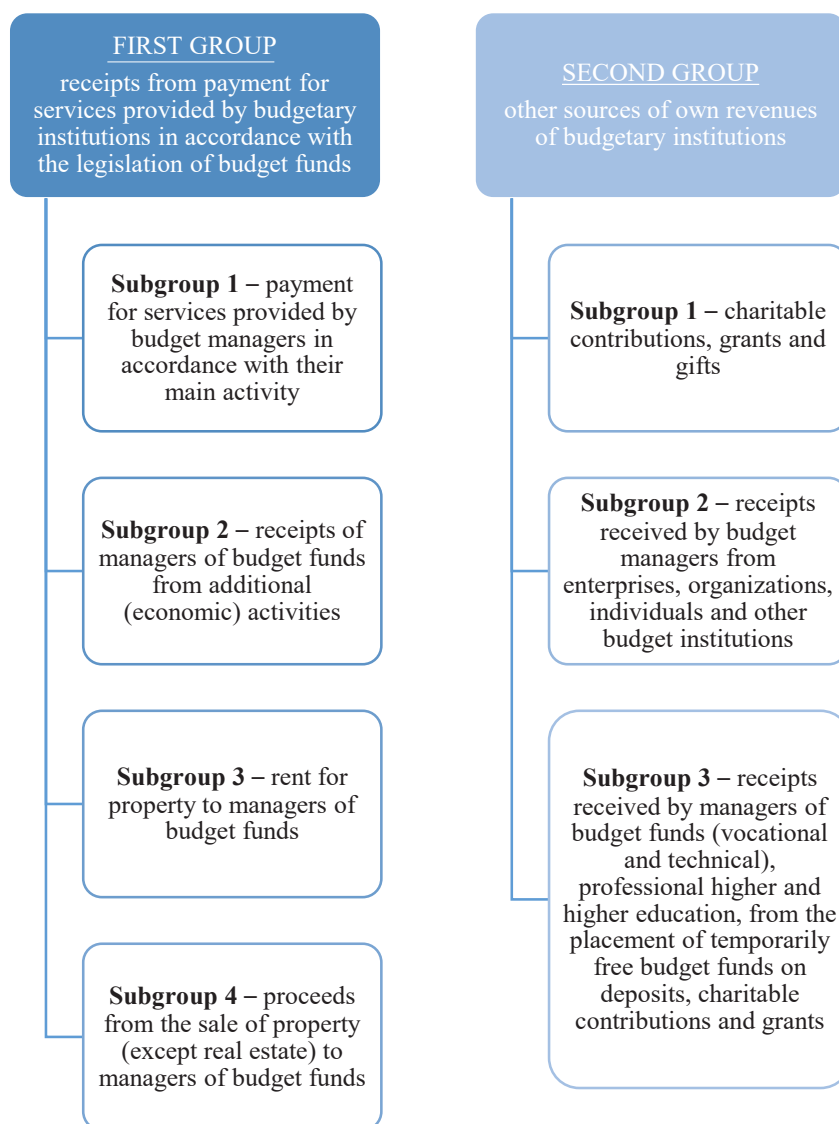 FIRST GROUP
receipts from payment for
services provided by budgetary
institutions in accordance with
the legislation of budget funds
Subgroup 1 – payment
for services provided by
budget managers in
accordance with their
main activity
Subgroup 2 – receipts of
managers of budget funds
from additional
(economic) activities
Subgroup 3 – rent for
property to managers of
budget funds
Subgroup 4 – proceeds
from the sale of property
(except real estate) to
managers of budget funds
SECOND GROUP
other sources of own revenues
of budgetary institutions
Subgroup 1 – charitable
contributions, grants and
gifts
Subgroup 2 – receipts
received by budget
managers from
enterprises, organizations,
individuals and other
budget institutions
Subgroup 3 – receipts
received by managers of
budget funds (vocational
and technical),
professional higher and
higher education, from the
placement of temporarily
free budget funds on
deposits, charitable
contributions and grants